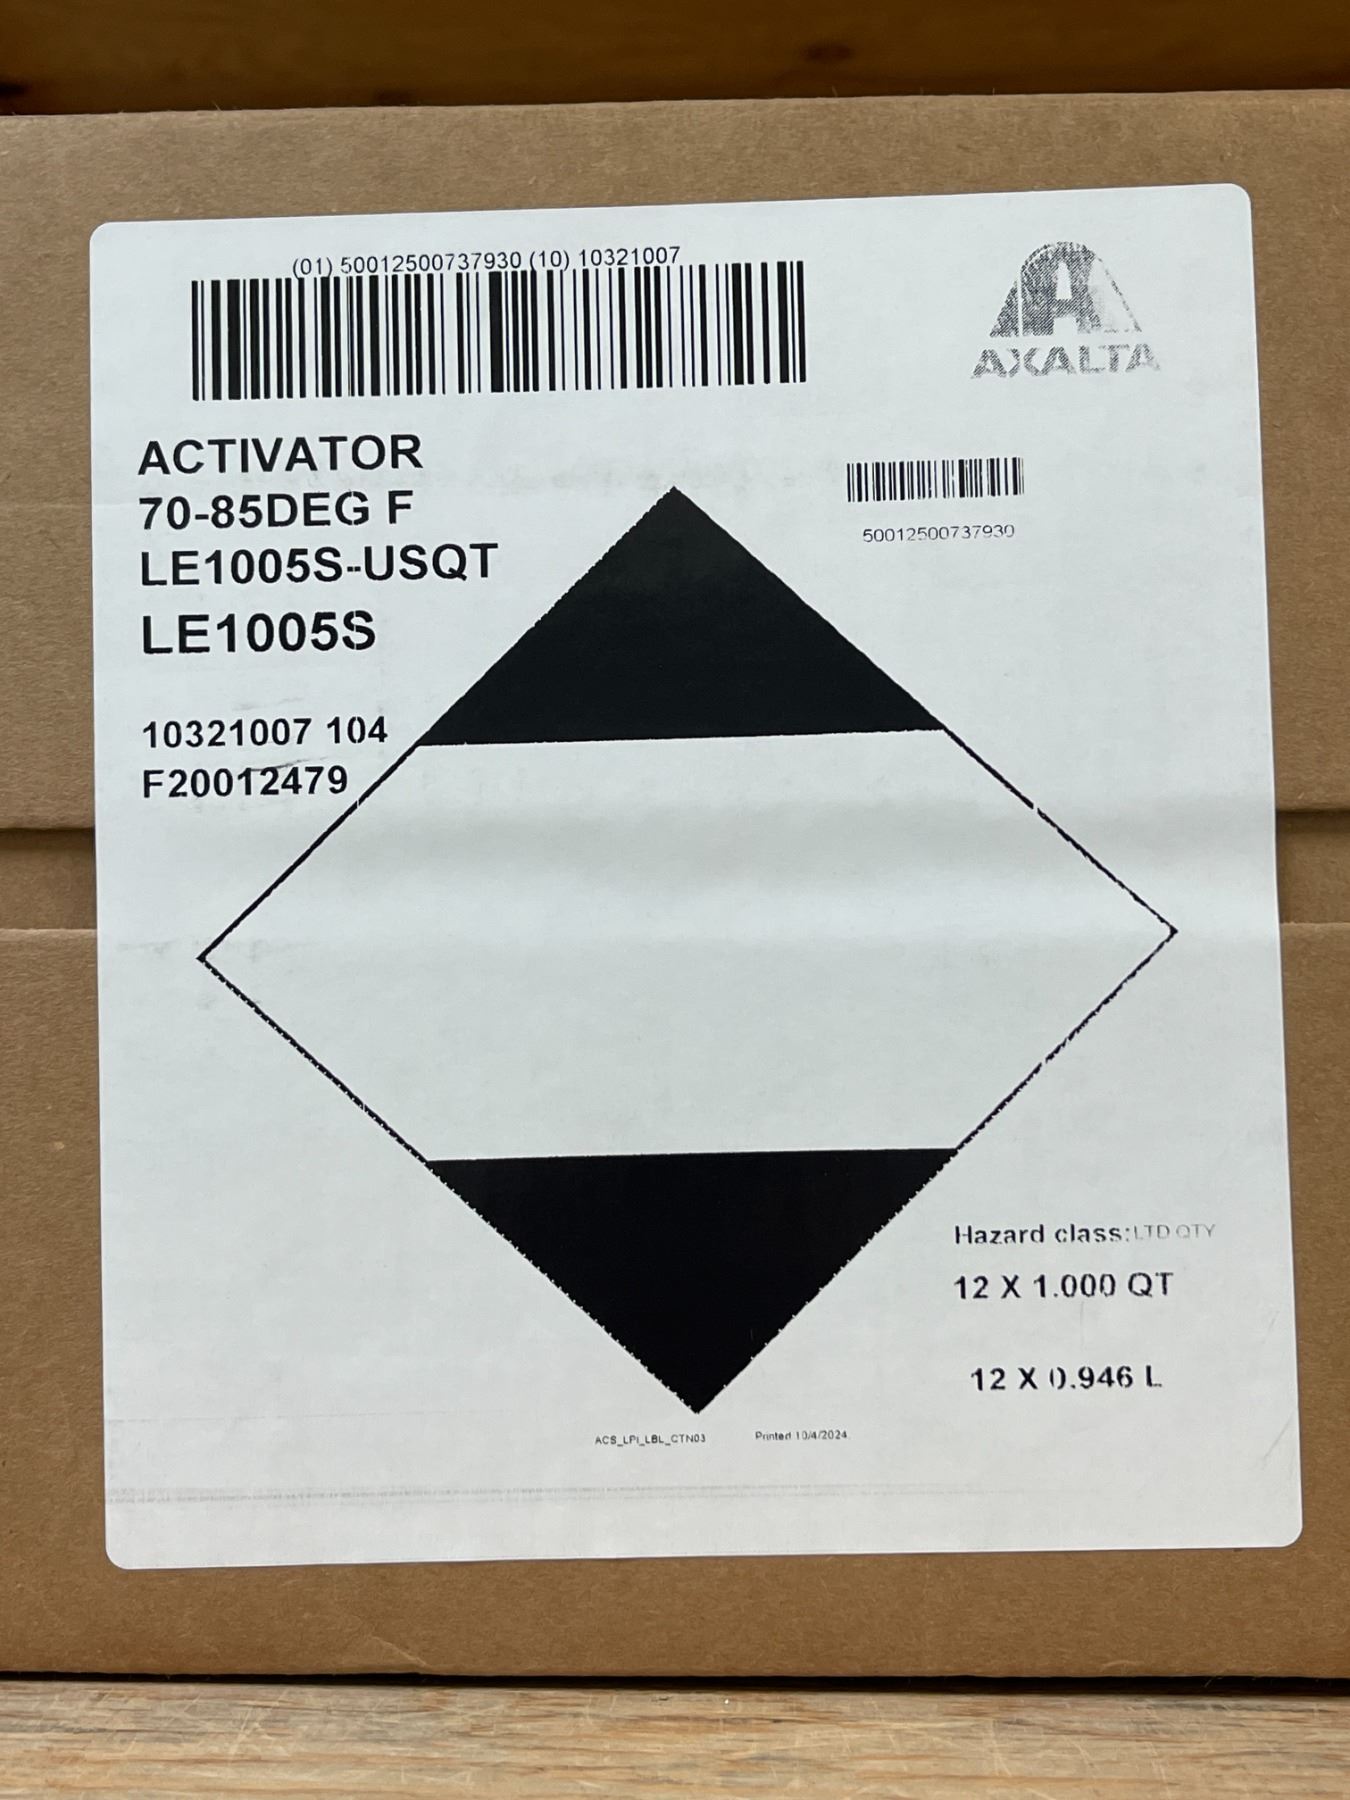 (01) 50012500737930 (10) 10321007
AXALTA
ACTIVATOR
70-85DEG F
LE1005S-USQT
LE1005S
50012500737930
10321007 104
F20012479
Hazard class:LTD QTY
12 X 1.000 QT
12 X 0.946 L
ACS_LPI_LBL_CTN03 Printed 10/4/2024